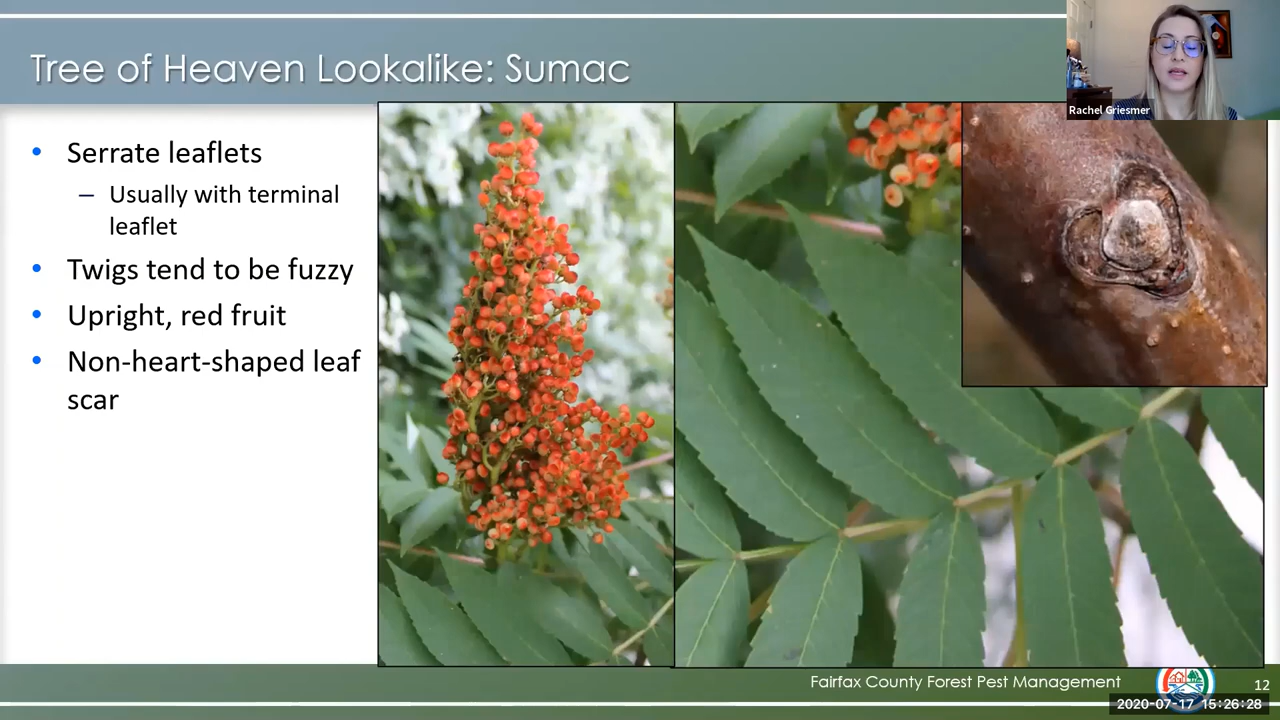 Tree of Heaven Lookalike: Sumac
Rachel Griesmer
• Serrate leaflets
– Usually with terminal
leaflet
• Twigs tend to be fuzzy
• Upright, red fruit
• Non-heart-shaped leaf
scar
Fairfax County Forest Pest Management
12
2020-07-17 15:26:28